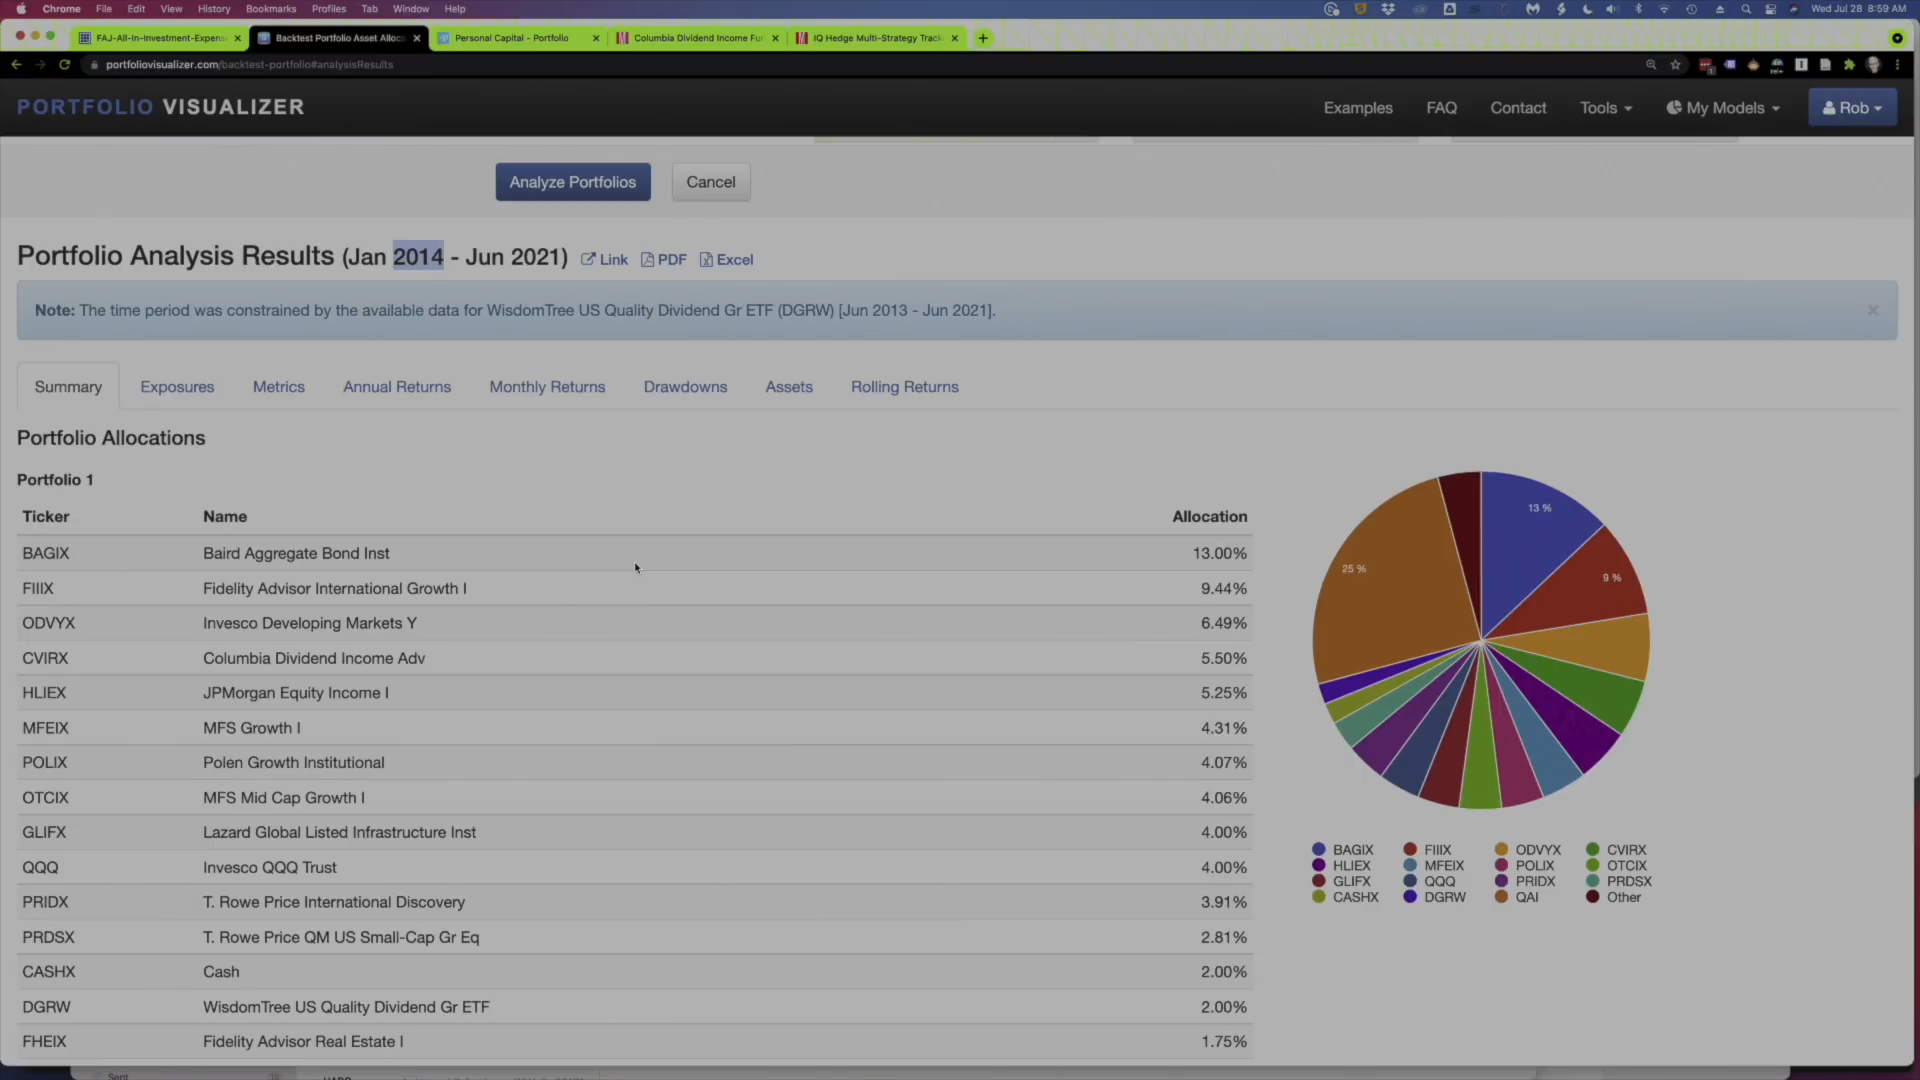 Chrome File Edit View History Bookmarks Profiles Tab Window Help Wed Jul 28 8:59 AM
FAJ-All-In-Investment-Expens Backtest Portfolio Asset Alloc Personal Capital - Portfolio Columbia Dividend Income Fun IQ Hedge Multi-Strategy Track
portfoliovisualizer.com/backtest-portfolio#analysisResults
PORTFOLIO VISUALIZER Examples FAQ Contact Tools My Models Rob
Analyze Portfolios Cancel
Portfolio Analysis Results (Jan 2014 - Jun 2021) Link PDF Excel
Note: The time period was constrained by the available data for WisdomTree US Quality Dividend Gr ETF (DGRW) [Jun 2013 - Jun 2021]. ×
Summary Exposures Metrics Annual Returns Monthly Returns Drawdowns Assets Rolling Returns
Portfolio Allocations
Portfolio 1
Ticker Name Allocation
BAGIX Baird Aggregate Bond Inst 13.00%
FIIIX Fidelity Advisor International Growth I 9.44%
ODVYX Invesco Developing Markets Y 6.49%
CVIRX Columbia Dividend Income Adv 5.50%
HLIEX JPMorgan Equity Income I 5.25%
MFEIX MFS Growth I 4.31%
POLIX Polen Growth Institutional 4.07%
OTCIX MFS Mid Cap Growth I 4.06%
GLIFX Lazard Global Listed Infrastructure Inst 4.00%
QQQ Invesco QQQ Trust 4.00%
PRIDX T. Rowe Price International Discovery 3.91%
PRDSX T. Rowe Price QM US Small-Cap Gr Eq 2.81%
CASHX Cash 2.00%
DGRW WisdomTree US Quality Dividend Gr ETF 2.00%
FHEIX Fidelity Advisor Real Estate I 1.75%
13 %
25 %
9 %
BAGIX FIIIX ODVYX CVIRX
HLIEX MFEIX POLIX OTCIX
GLIFX QQQ PRIDX PRDSX
CASHX DGRW QAI Other
Sent